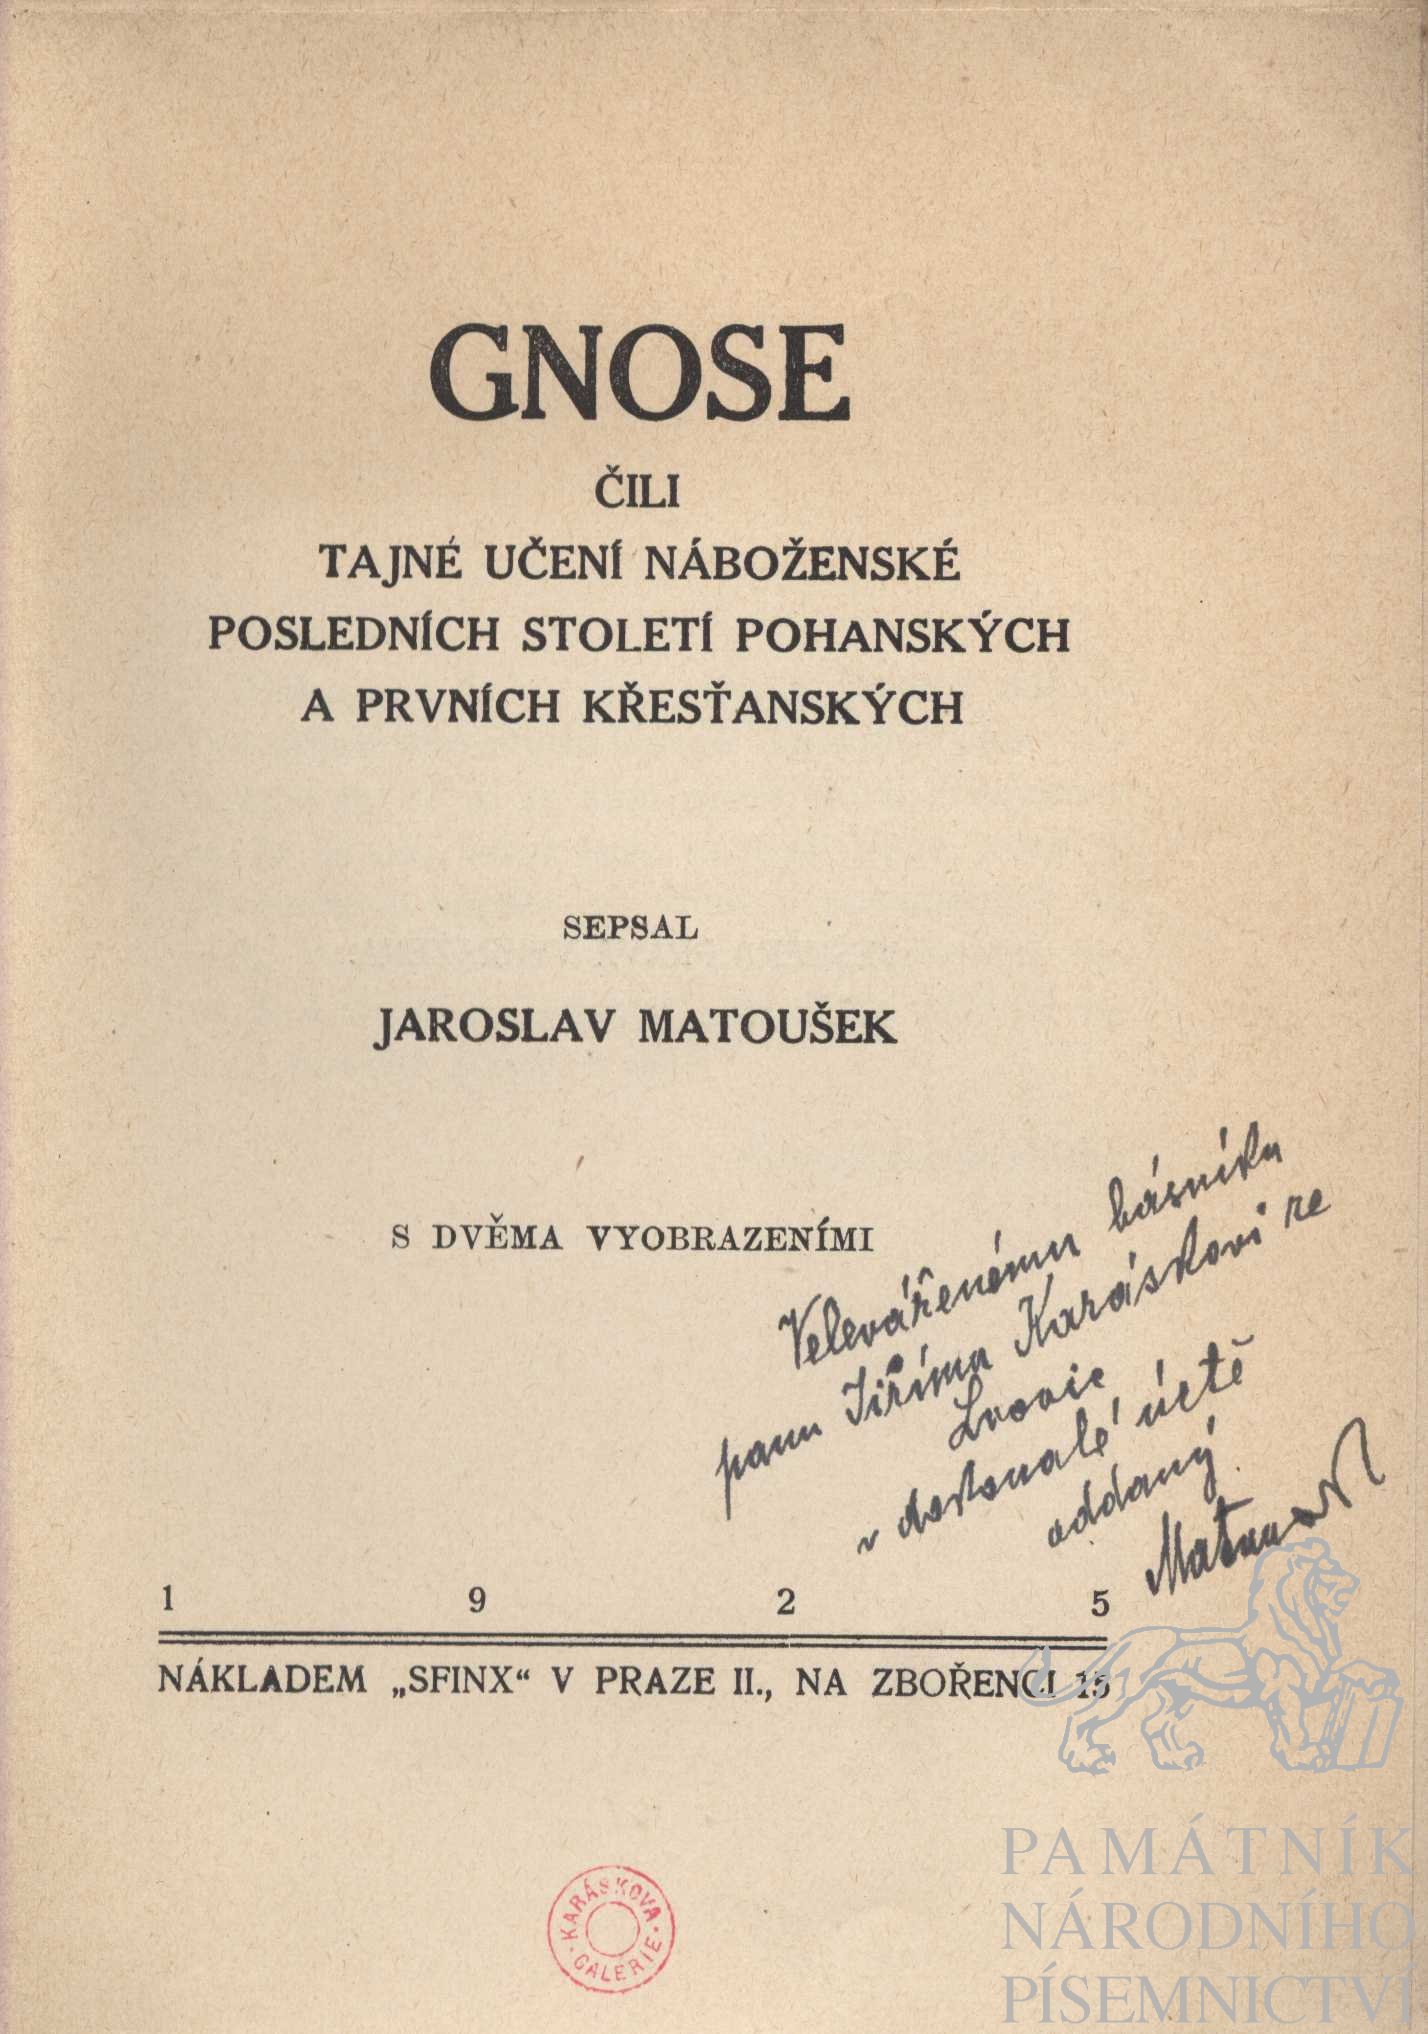 GNOSE
ČILI
TAJNÉ UČENÍ NÁBOŽENSKÉ
POSLEDNÍCH STOLETÍ POHANSKÝCH
A PRVNÍCH KŘESŤANSKÝCH
SEPSAL
JAROSLAV MATOUŠEK
S DVĚMA VYOBRAZENÍMI
Velevářenému básníku
panu Jiřímu Karáskovi ze
Lvovic
v dokonalé úctě
oddaný
Matoušek
1 9 2 5
NÁKLADEM „SFINX“ V PRAZE II., NA ZBOŘENCI 15
KARÁSKOVA GALERIE
PAMÁTNÍK
NÁRODNÍHO
PÍSEMNICTVÍ